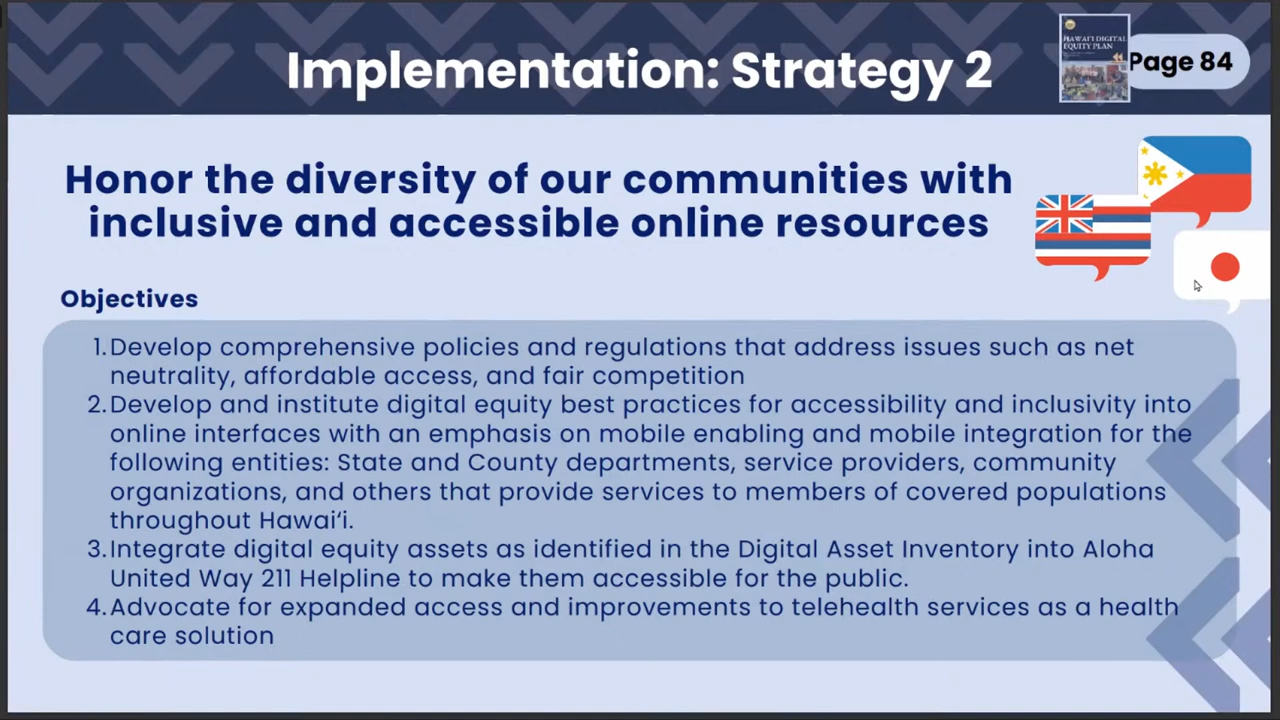 Implementation: Strategy 2
HAWAI'I DIGITAL
EQUITY PLAN
Page 84
Honor the diversity of our communities with
inclusive and accessible online resources
Objectives
1. Develop comprehensive policies and regulations that address issues such as net
neutrality, affordable access, and fair competition
2. Develop and institute digital equity best practices for accessibility and inclusivity into
online interfaces with an emphasis on mobile enabling and mobile integration for the
following entities: State and County departments, service providers, community
organizations, and others that provide services to members of covered populations
throughout Hawaiʻi.
3. Integrate digital equity assets as identified in the Digital Asset Inventory into Aloha
United Way 211 Helpline to make them accessible for the public.
4. Advocate for expanded access and improvements to telehealth services as a health
care solution